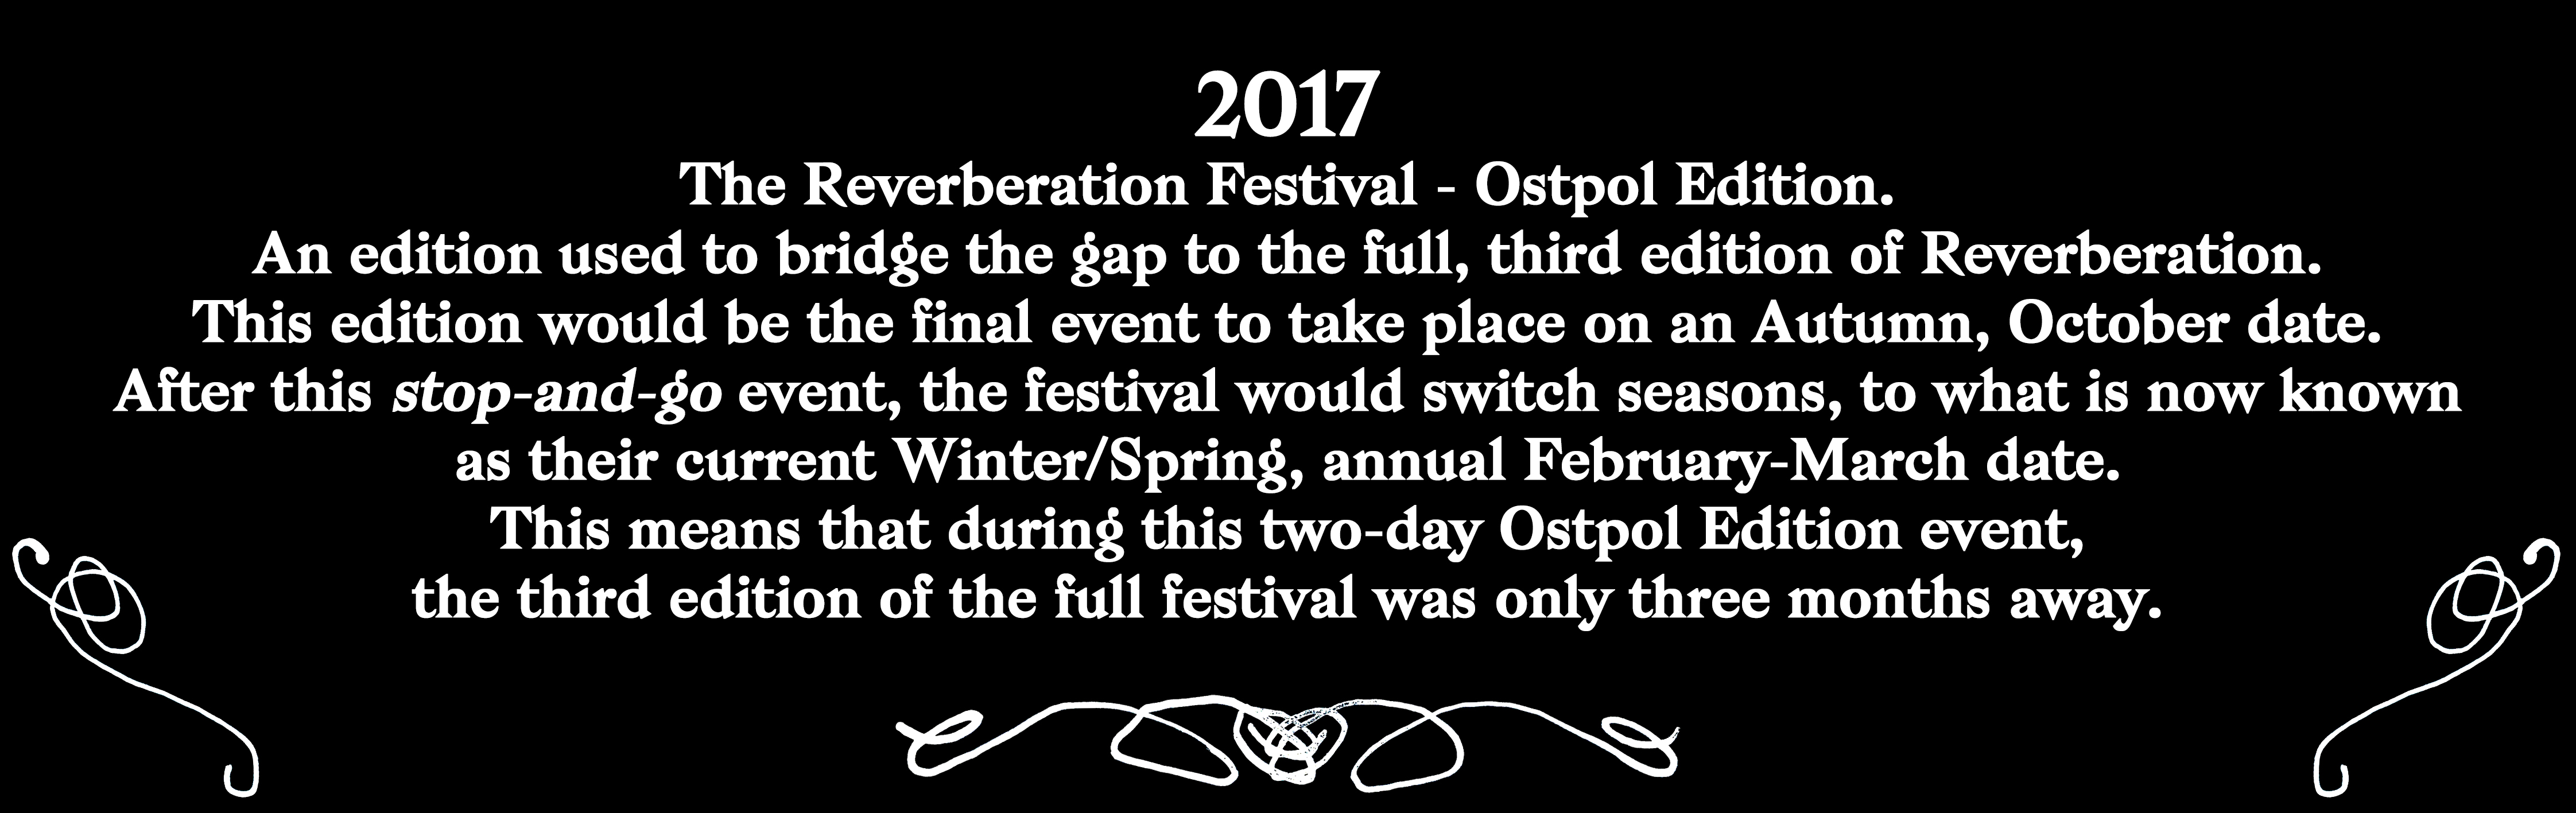 2017
The Reverberation Festival - Ostpol Edition.
An edition used to bridge the gap to the full, third edition of Reverberation.
This edition would be the final event to take place on an Autumn, October date.
After this stop-and-go event, the festival would switch seasons, to what is now known
as their current Winter/Spring, annual February-March date.
This means that during this two-day Ostpol Edition event,
the third edition of the full festival was only three months away.